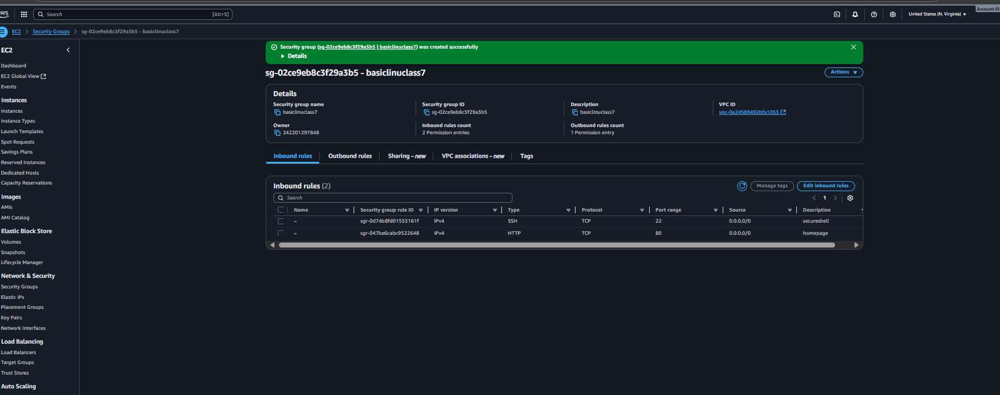 aws
Search [Alt+S]
United States (N. Virginia)
Account ID
EC2 Security Groups sg-02ce9eb8c3f29a3b5 - basiclinuclass7
EC2
Dashboard
EC2 Global View
Events
Instances
Instances
Instance Types
Launch Templates
Spot Requests
Savings Plans
Reserved Instances
Dedicated Hosts
Capacity Reservations
Images
AMIs
AMI Catalog
Elastic Block Store
Volumes
Snapshots
Lifecycle Manager
Network & Security
Security Groups
Elastic IPs
Placement Groups
Key Pairs
Network Interfaces
Load Balancing
Load Balancers
Target Groups
Trust Stores
Auto Scaling
Security group (sg-02ce9eb8c3f29a3b5 | basiclinuclass7) was created successfully
Details
sg-02ce9eb8c3f29a3b5 - basiclinuclass7
Actions
Details
Security group name Security group ID Description VPC ID
basiclinuclass7 sg-02ce9eb8c3f29a3b5 basiclinuclass7 vpc-0e24589492bfa1053
Owner Inbound rules count Outbound rules count
242201297848 2 Permission entries 1 Permission entry
Inbound rules Outbound rules Sharing - new VPC associations - new Tags
Inbound rules (2)
Manage tags Edit inbound rules
Search
1
Name Security group rule ID IP version Type Protocol Port range Source Description
– sgr-0d74b8fd01553161f IPv4 SSH TCP 22 0.0.0.0/0 secureshell
– sgr-047be6cabc9522648 IPv4 HTTP TCP 80 0.0.0.0/0 homepage